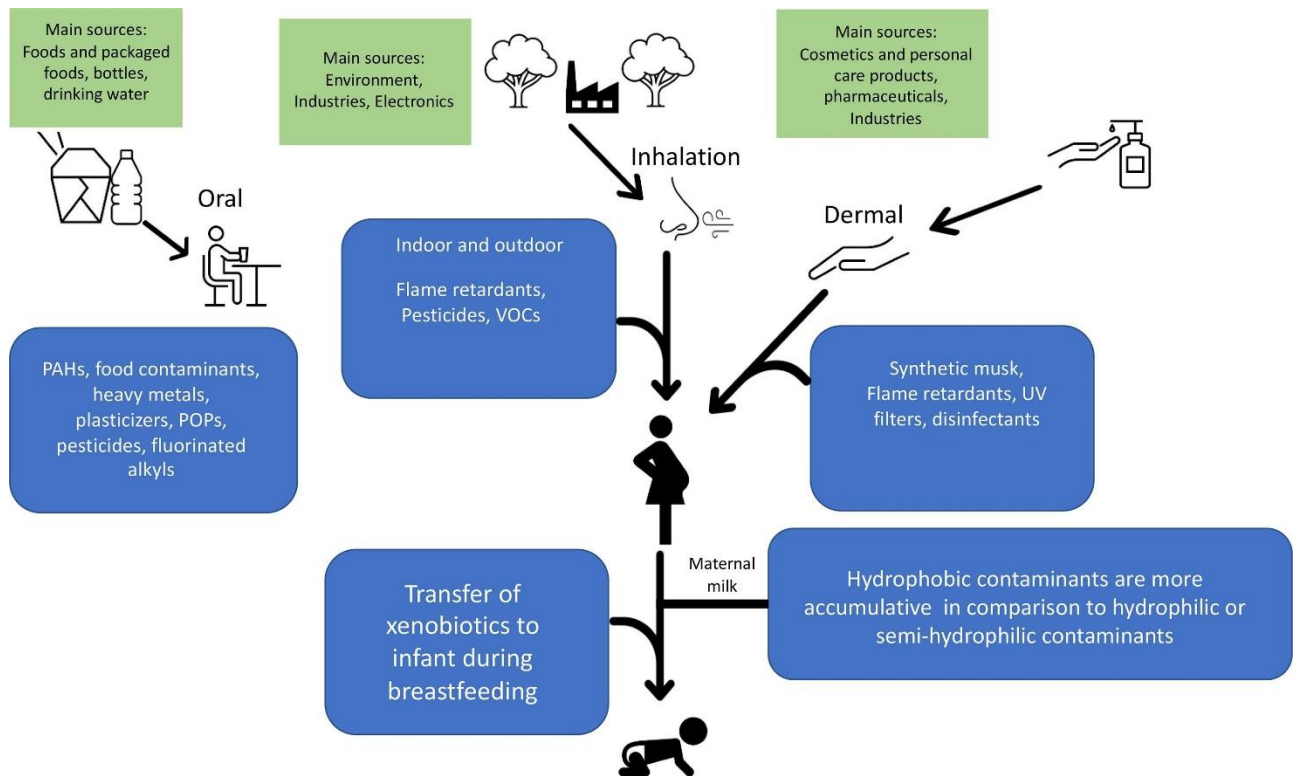 Main sources:
Foods and packaged
foods, bottles,
drinking water
Main sources:
Environment,
Industries, Electronics
Main sources:
Cosmetics and personal
care products,
pharmaceuticals,
Industries
Oral
Inhalation
Dermal
Indoor and outdoor
Flame retardants,
Pesticides, VOCs
PAHs, food contaminants,
heavy metals,
plasticizers, POPs,
pesticides, fluorinated
alkyls
Synthetic musk,
Flame retardants, UV
filters, disinfectants
Transfer of
xenobiotics to
infant during
breastfeeding
Maternal
milk
Hydrophobic contaminants are more
accumulative in comparison to hydrophilic or
semi-hydrophilic contaminants